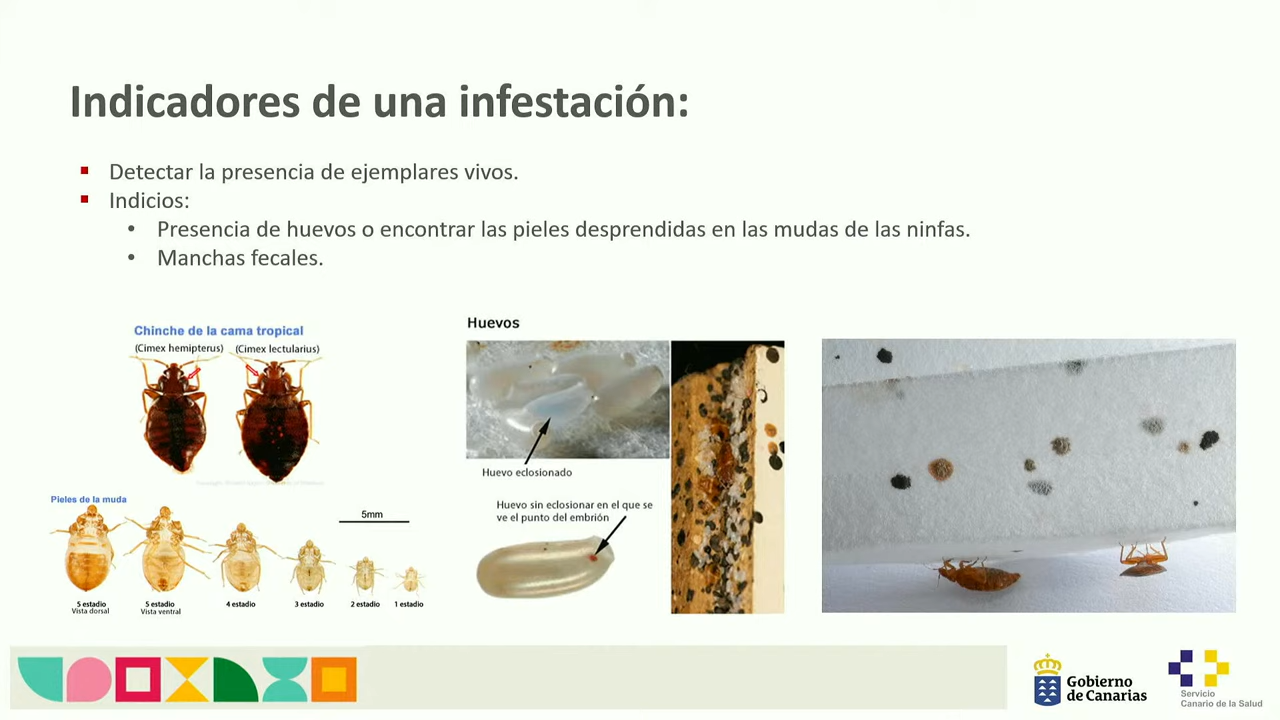 Indicadores de una infestación:
Detectar la presencia de ejemplares vivos.
Indicios:
Presencia de huevos o encontrar las pieles desprendidas en las mudas de las ninfas.
Manchas fecales.
Chinche de la cama tropical
(Cimex hemipterus) (Cimex lectularius)
Pieles de la muda
5mm
5 estadio
Vista dorsal
5 estadio
Vista ventral
4 estadio
3 estadio
2 estadio
1 estadio
Huevos
Huevo eclosionado
Huevo sin eclosionar en el que se
ve el punto del embrión
Gobierno
de Canarias
Servicio
Canario de la Salud